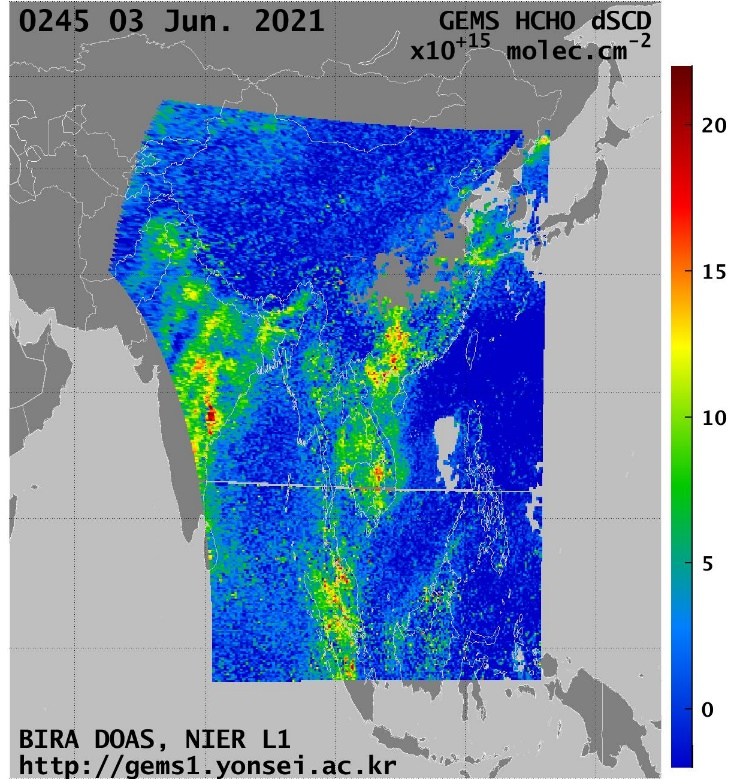 0245 03 Jun. 2021
GEMS HCHO dSCD
x10+15 molec.cm-2
20
15
10
5
0
BIRA DOAS, NIER L1
http://gems1.yonsei.ac.kr